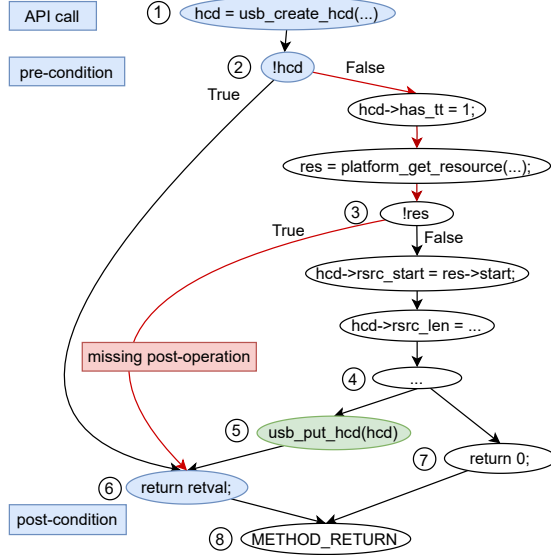 API call
① hcd = usb_create_hcd(...)
pre-condition
② !hcd
False
True
hcd->has_tt = 1;
res = platform_get_resource(...);
③ !res
True
False
hcd->rsrc_start = res->start;
hcd->rsrc_len = ...
missing post-operation
④ ...
⑤ usb_put_hcd(hcd)
⑦ return 0;
⑥ return retval;
post-condition
⑧ METHOD_RETURN